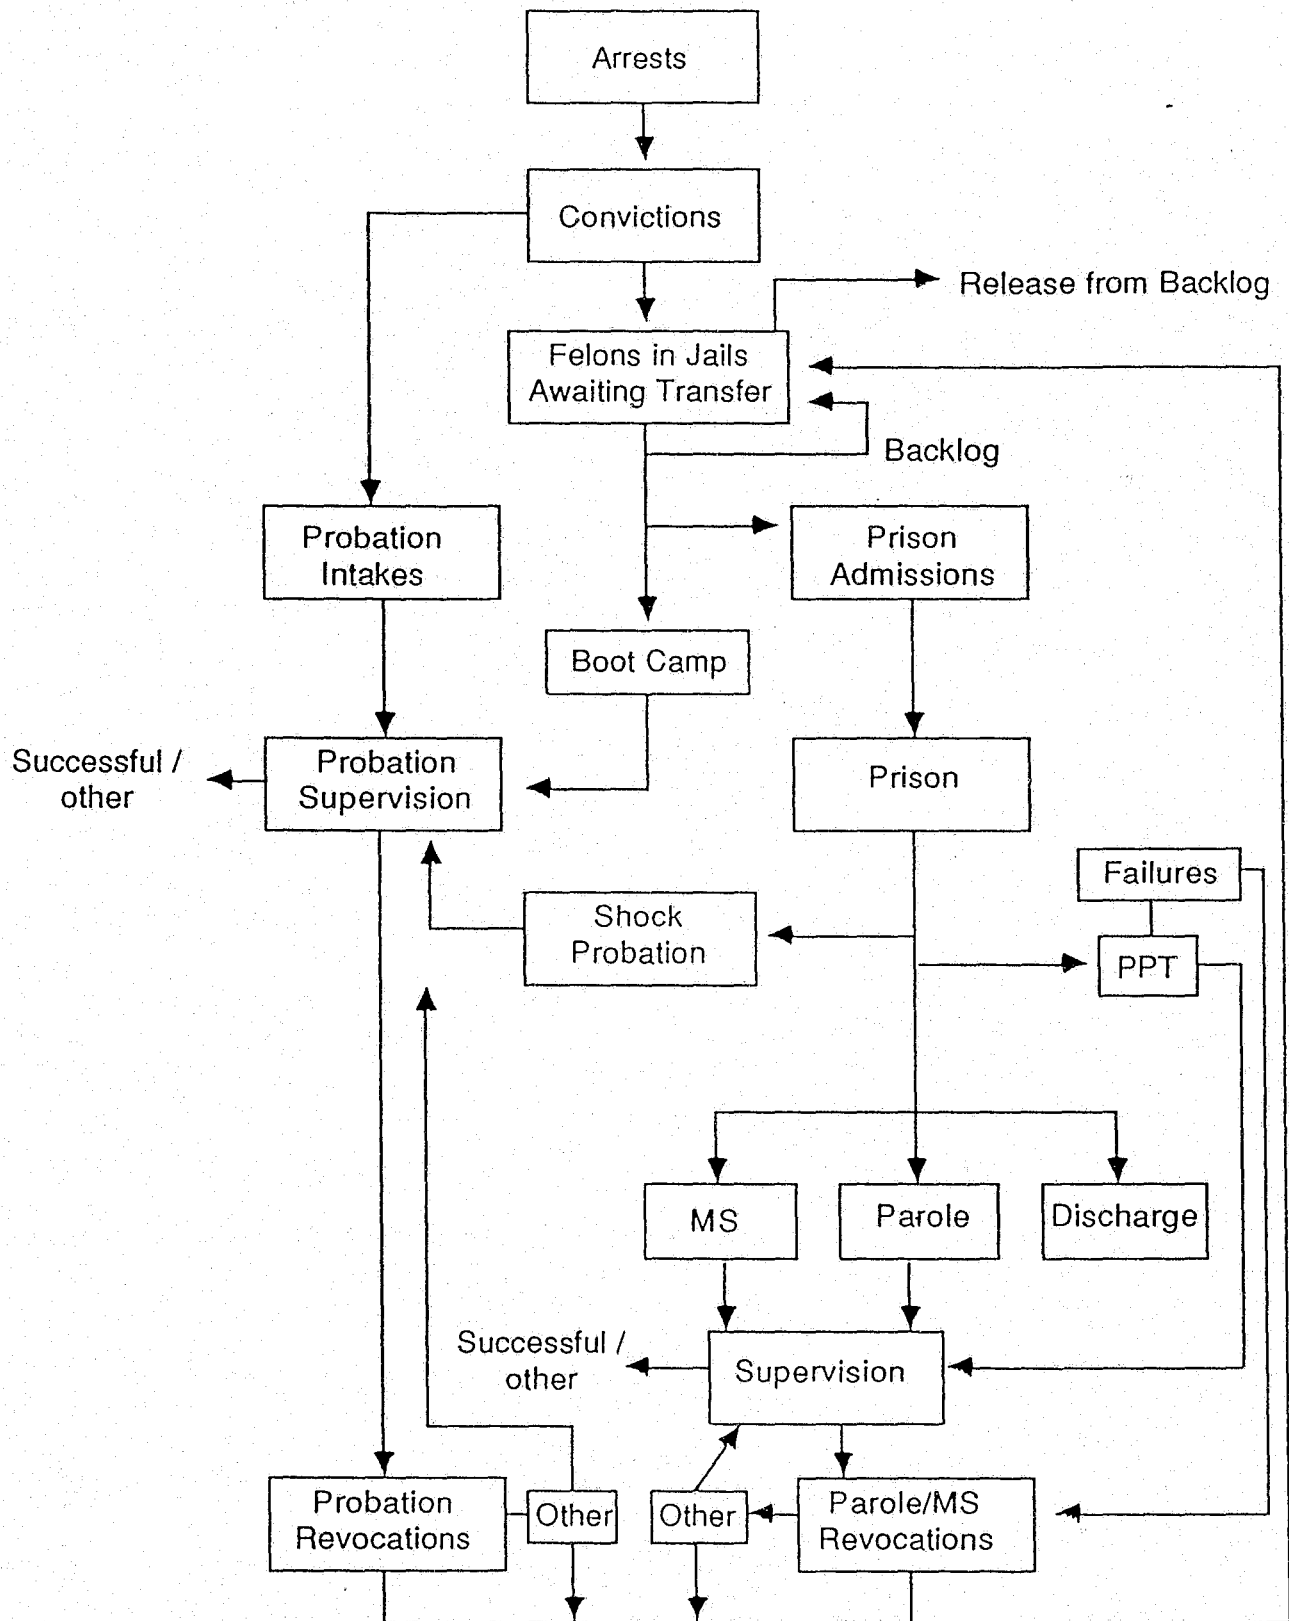 Arrests
Convictions
Release from Backlog
Felons in Jails
Awaiting Transfer
Backlog
Probation
Intakes
Prison
Admissions
Boot Camp
Successful /
other
Probation
Supervision
Prison
Failures
Shock
Probation
PPT
MS
Parole
Discharge
Successful /
other
Supervision
Probation
Revocations
Other
Other
Parole/MS
Revocations